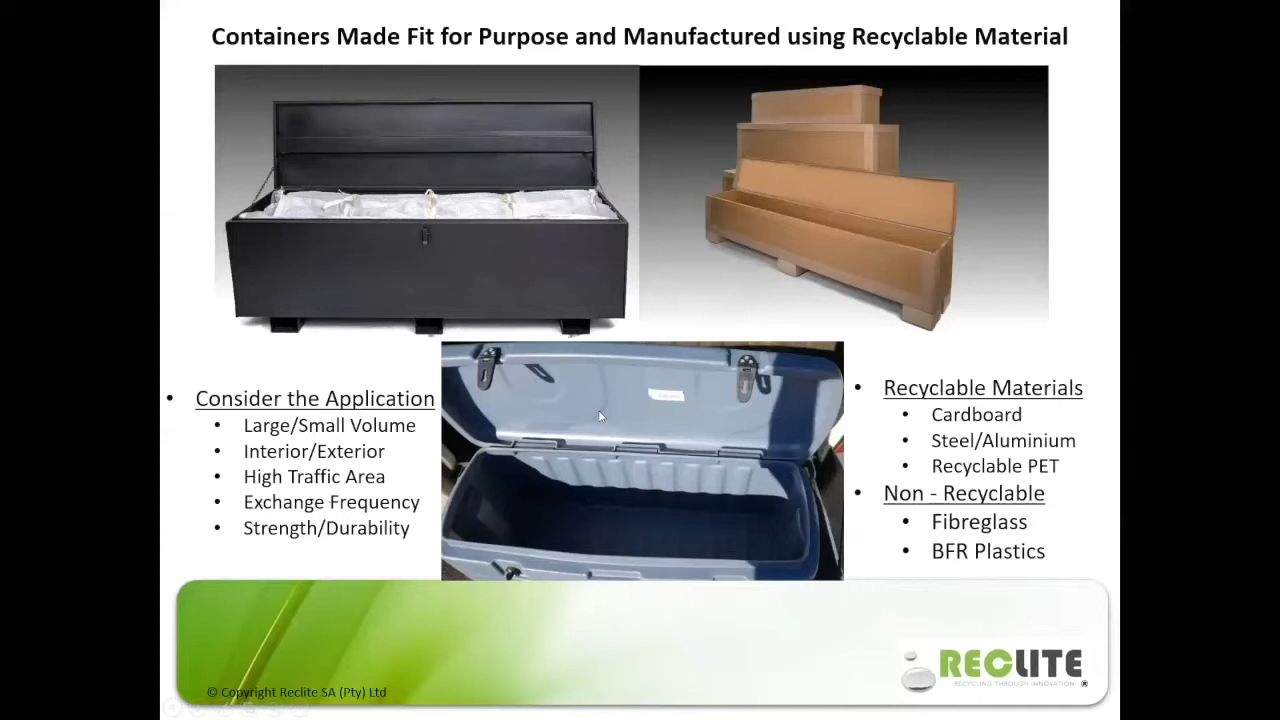 Containers Made Fit for Purpose and Manufactured using Recyclable Material
• Consider the Application
• Large/Small Volume
• Interior/Exterior
• High Traffic Area
• Exchange Frequency
• Strength/Durability
• Recyclable Materials
• Cardboard
• Steel/Aluminium
• Recyclable PET
• Non - Recyclable
• Fibreglass
• BFR Plastics
RECLITE
RECYCLING THROUGH INNOVATION ®
© Copyright Reclite SA (Pty) Ltd